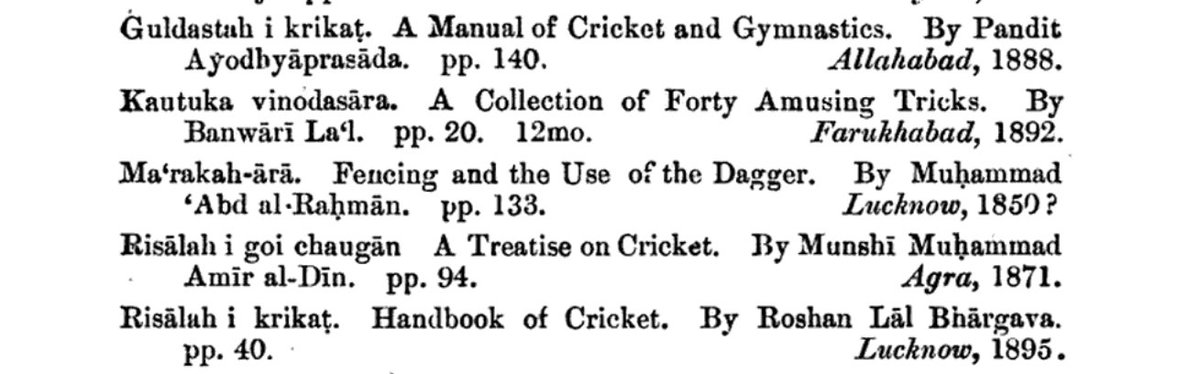 Guldastah i krikaṭ. A Manual of Cricket and Gymnastics. By Pandit
Ayodhyāprasāda. pp. 140. Allahabad, 1888.
Kautuka vinodasāra. A Collection of Forty Amusing Tricks. By
Banwārī La‘l. pp. 20. 12mo. Farukhabad, 1892.
Ma‘rakah-ārā. Fencing and the Use of the Dagger. By Muḥammad
‘Abd al-Raḥmān. pp. 133. Lucknow, 1850?
Risālah i goi chaugān A Treatise on Cricket. By Munshī Muḥammad
Amīr al-Dīn. pp. 94. Agra, 1871.
Risālah i krikaṭ. Handbook of Cricket. By Roshan Lāl Bhārgava.
pp. 40. Lucknow, 1895.